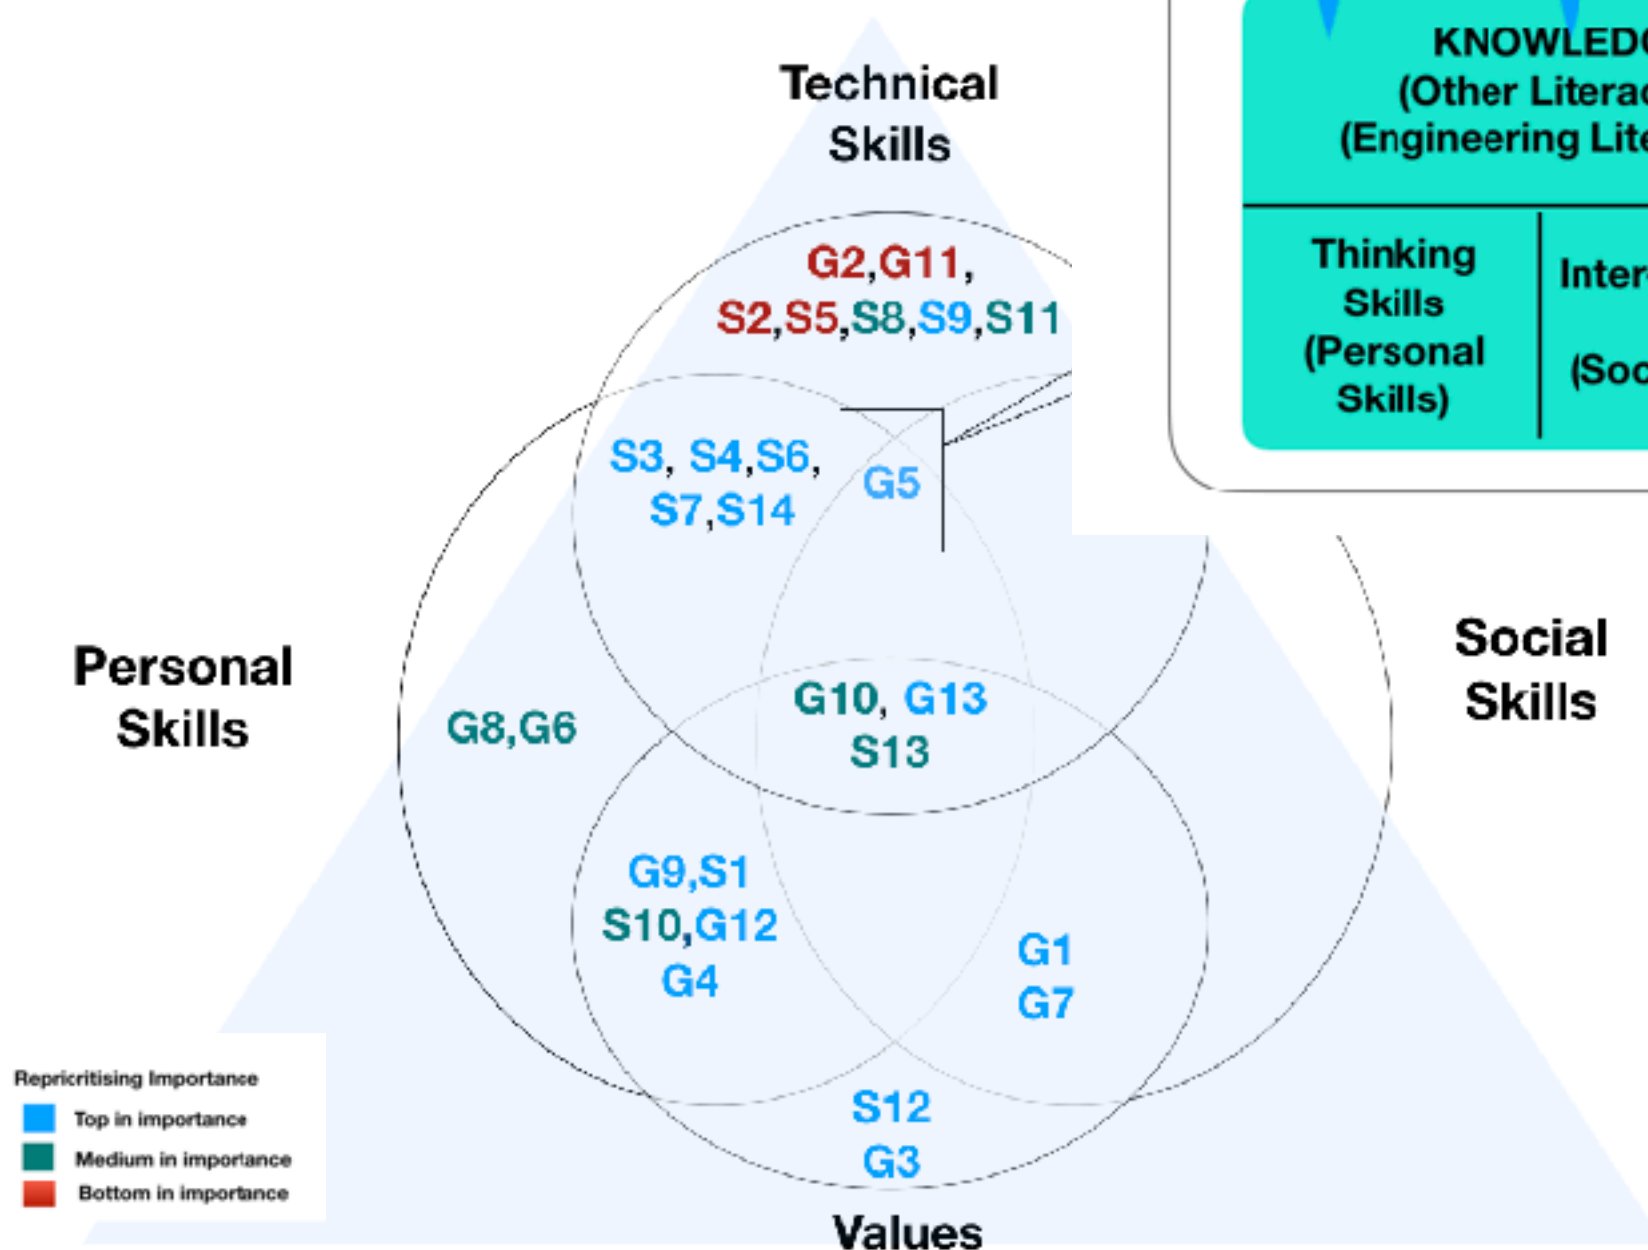 Technical
Skills
KNOWLEDG
(Other Literac
(Engineering Lite
Thinking
Skills
(Personal
Skills)
Inter-
(Soc
G2,G11,
S2,S5,S8,S9,S11
S3, S4,S6,
S7,S14
G5
Personal
Skills
Social
Skills
G8,G6
G10, G13
S13
G9,S1
S10,G12
G4
G1
G7
S12
G3
Values
Repricritising Importance
Top in importance
Medium in importance
Bottom in importance